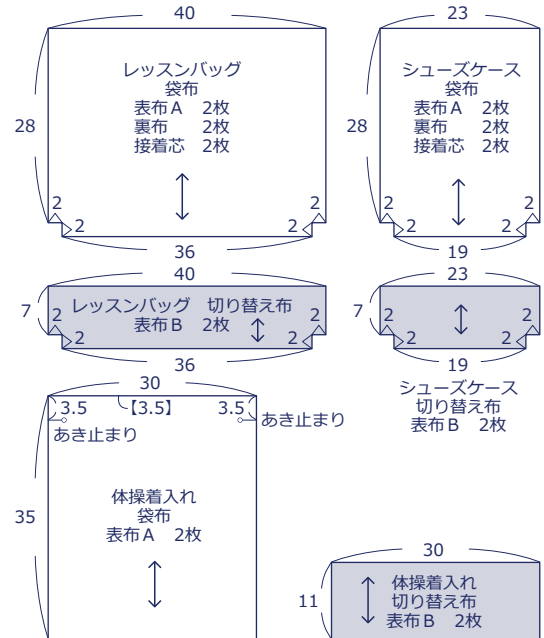 40
レッスンバッグ
袋布
表布A 2枚
裏布 2枚
接着芯 2枚
28
2
2
2
2
36
23
シューズケース
袋布
表布A 2枚
裏布 2枚
接着芯 2枚
28
2
2
2
2
19
40
7
レッスンバッグ 切り替え布
表布B 2枚
2
2
2
2
36
23
7
2
2
2
2
19
シューズケース
切り替え布
表布B 2枚
30
3.5
【3.5】
3.5
あき止まり
あき止まり
35
体操着入れ
袋布
表布A 2枚
30
11
体操着入れ
切り替え布
表布B 2枚